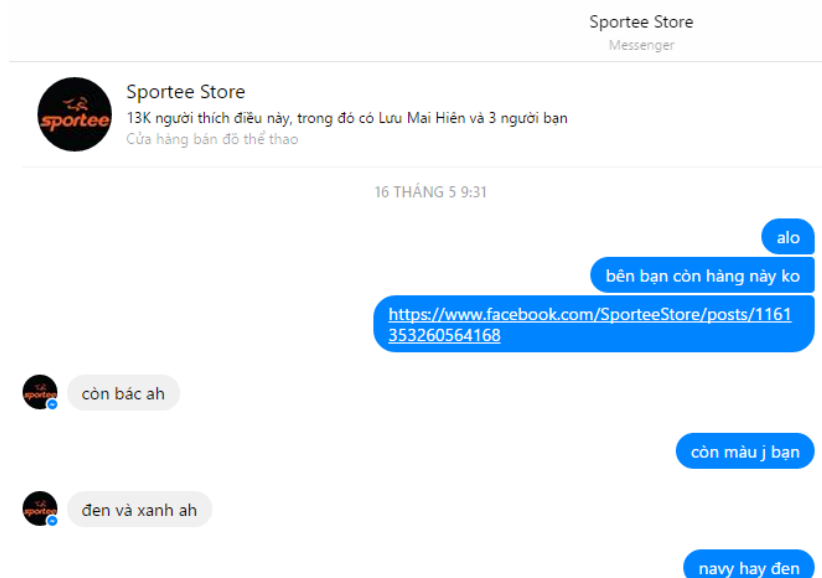 Sportee Store
Messenger
sportee
Sportee Store
13K người thích điều này, trong đó có Lưu Mai Hiên và 3 người bạn
Cửa hàng bán đồ thể thao
16 THÁNG 5 9:31
alo
bên bạn còn hàng này ko
https://www.facebook.com/SporteeStore/posts/1161
353260564168
sportee
còn bác ah
còn màu j bạn
sportee
đen và xanh ah
navy hay đen